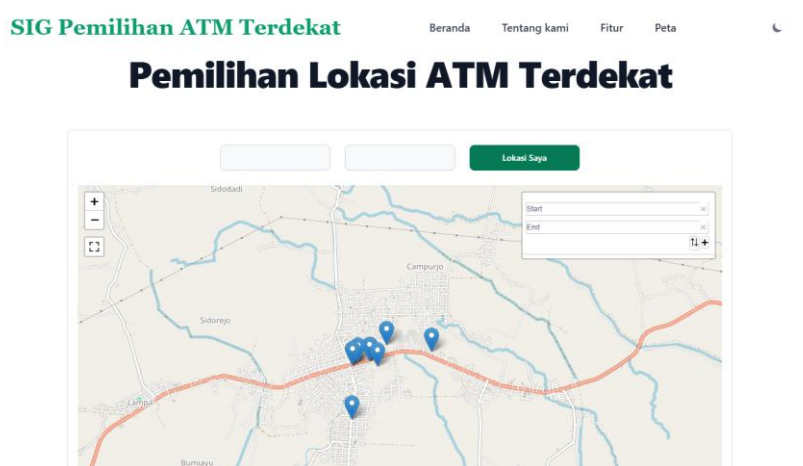 SIG Pemilihan ATM Terdekat
Beranda Tentang kami Fitur Peta
Pemilihan Lokasi ATM Terdekat
Lokasi Saya
Sidodadi
+
−
Start ×
End ×
+
Campurjo
Sidorejo
Lampa
Bumiayu